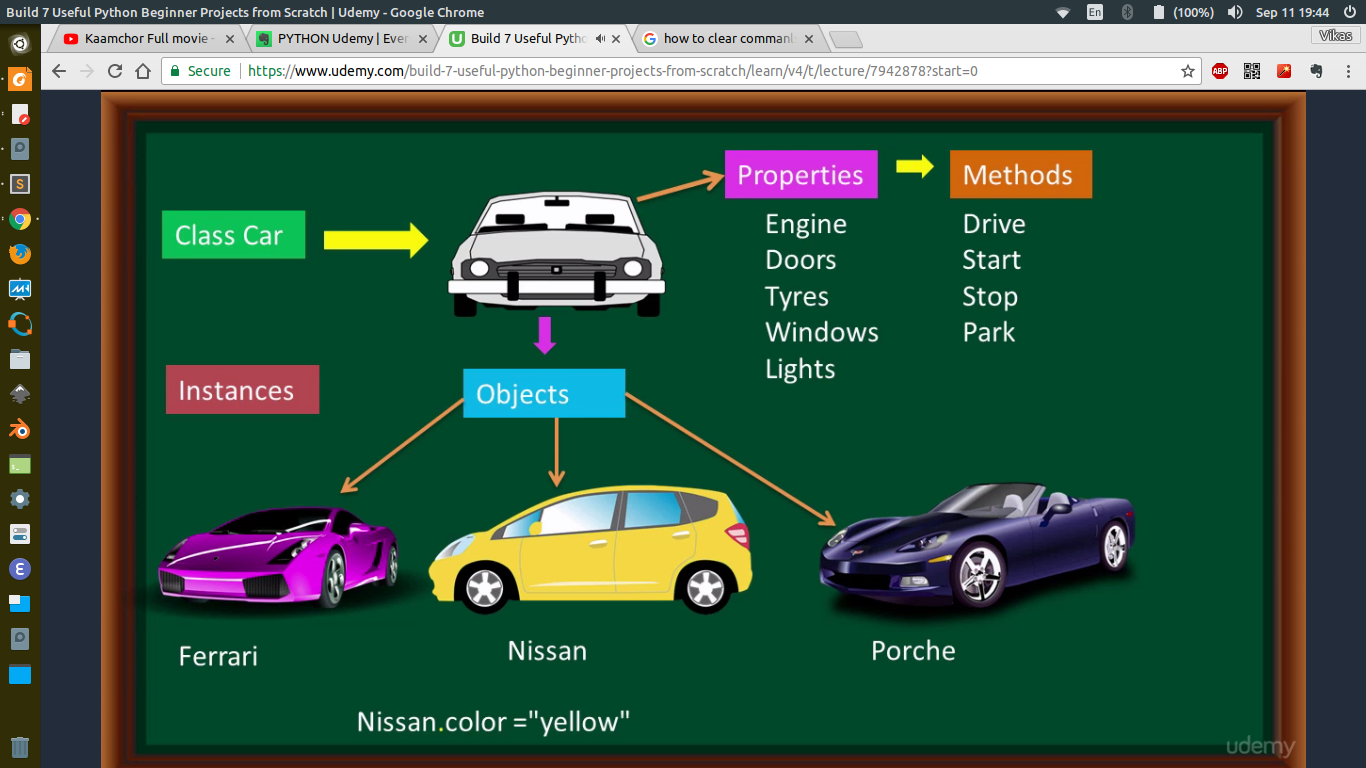 Build 7 Useful Python Beginner Projects from Scratch | Udemy - Google Chrome
En
(100%)
Sep 11 19:44
Kaamchor Full movie -
PYTHON Udemy | Ever
Build 7 Useful Pytho
how to clear command
Vikas
Secure
https://www.udemy.com/build-7-useful-python-beginner-projects-from-scratch/learn/v4/t/lecture/7942878?start=0
ABP
Class Car
Properties
Methods
Engine
Drive
Doors
Start
Tyres
Stop
Windows
Park
Lights
Instances
Objects
Ferrari
Nissan
Porche
Nissan.color ="yellow"
udemy